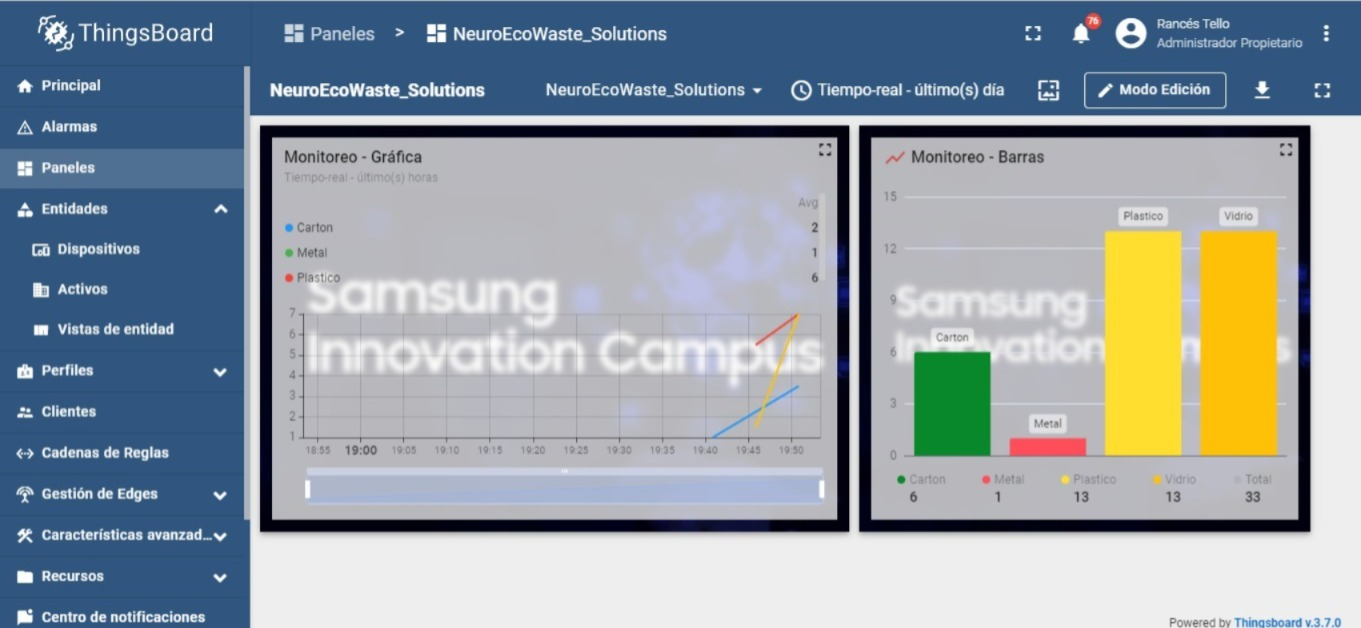 ThingsBoard
Paneles > NeuroEcoWaste_Solutions
76
Rancés Tello
Administrador Propietario
Principal
Alarmas
Paneles
Entidades
Dispositivos
Activos
Vistas de entidad
Perfiles
Clientes
Cadenas de Reglas
Gestión de Edges
Características avanzad...
Recursos
Centro de notificaciones
NeuroEcoWaste_Solutions
NeuroEcoWaste_Solutions
Tiempo-real - último(s) día
Modo Edición
Monitoreo - Gráfica
Tiempo-real - último(s) horas
Avg
Carton 2
Metal 1
Plastico 6
Samsung
Innovation Campus
7
6
5
4
3
2
1
18:55 19:00 19:05 19:10 19:15 19:20 19:25 19:30 19:35 19:40 19:45 19:50
Monitoreo - Barras
15
12
9
6
3
0
Plastico
Vidrio
Carton
Metal
Samsung
Innovation Campus
Carton Metal Plastico Vidrio Total
6 1 13 13 33
Powered by Thingsboard v.3.7.0